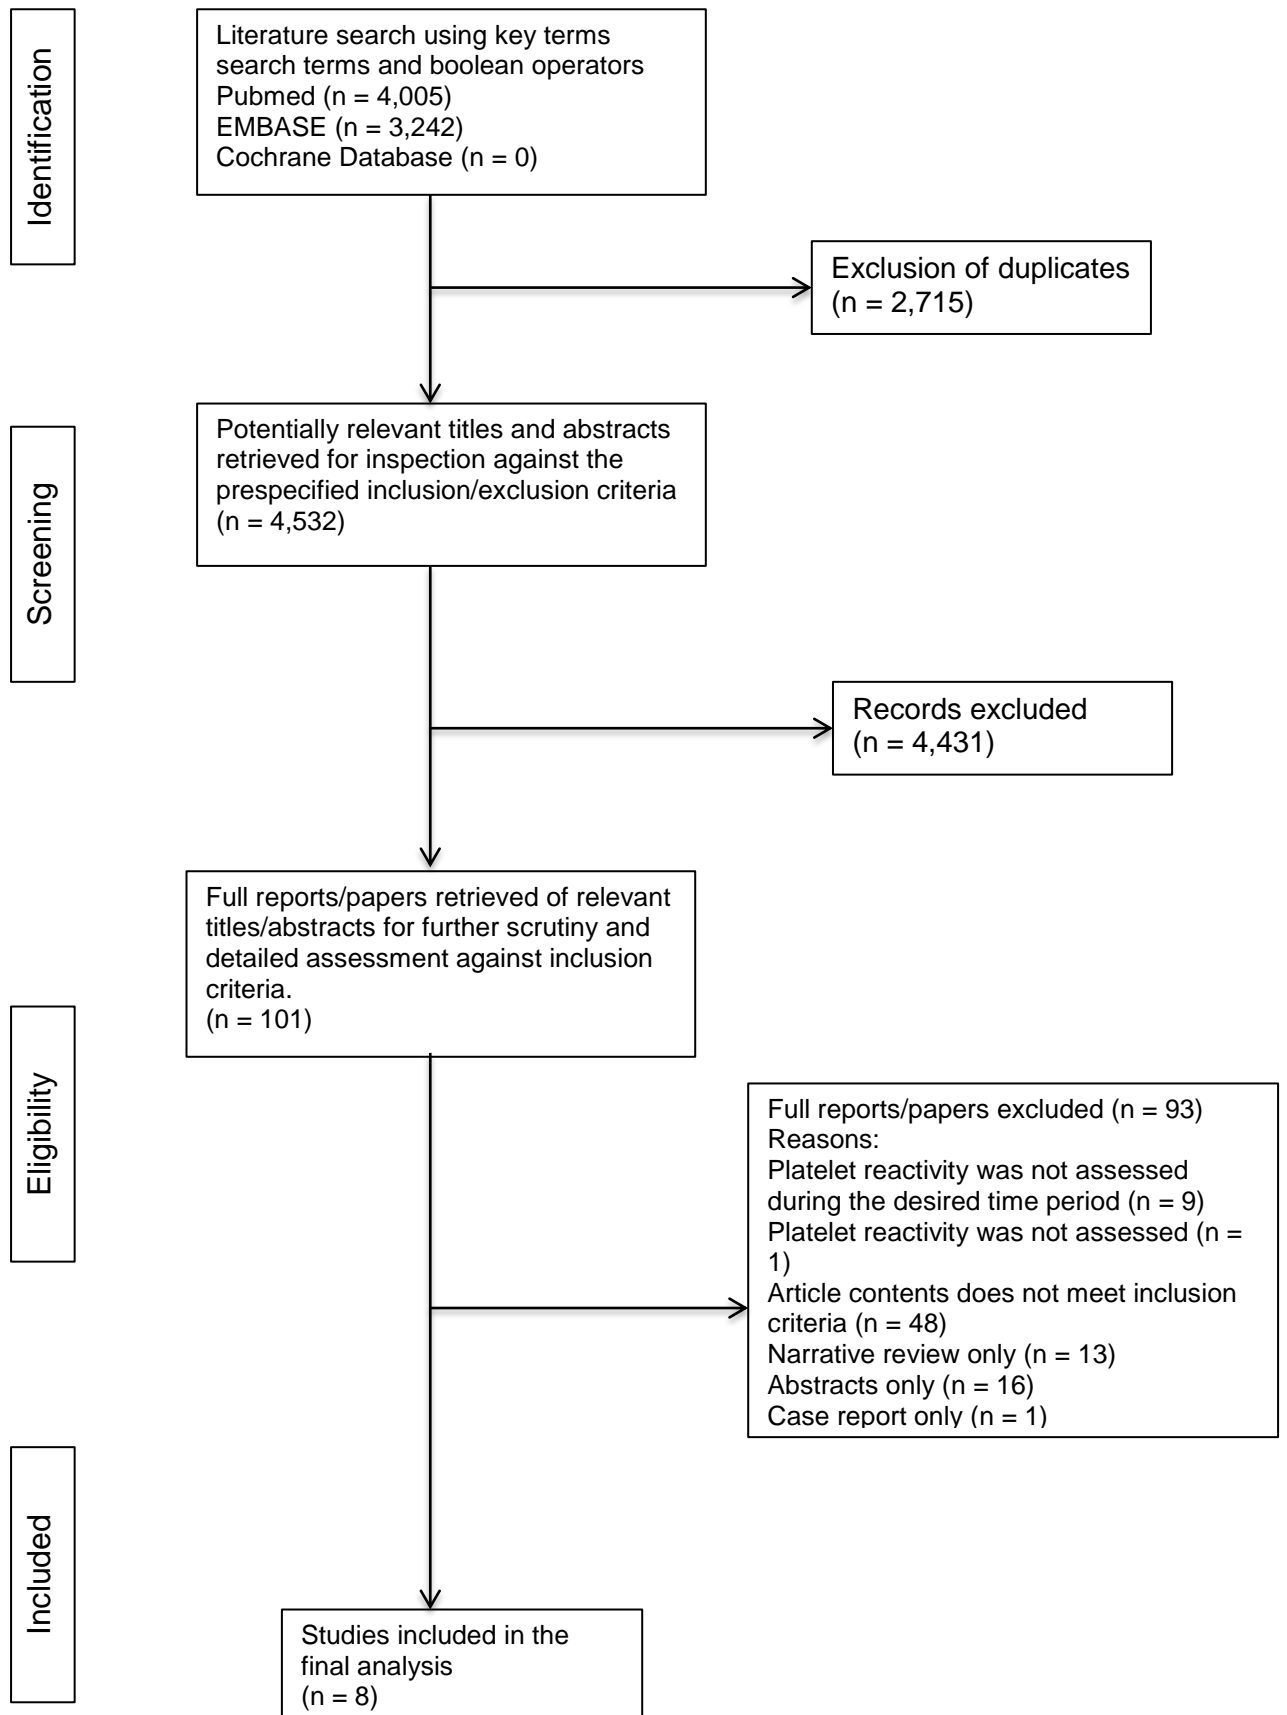 Identification
Literature search using key terms
search terms and boolean operators
Pubmed (n = 4,005)
EMBASE (n = 3,242)
Cochrane Database (n = 0)
Exclusion of duplicates
(n = 2,715)
Screening
Potentially relevant titles and abstracts
retrieved for inspection against the
prespecified inclusion/exclusion criteria
(n = 4,532)
Records excluded
(n = 4,431)
Full reports/papers retrieved of relevant
titles/abstracts for further scrutiny and
detailed assessment against inclusion
criteria.
(n = 101)
Eligibility
Full reports/papers excluded (n = 93)
Reasons:
Platelet reactivity was not assessed
during the desired time period (n = 9)
Platelet reactivity was not assessed (n =
1)
Article contents does not meet inclusion
criteria (n = 48)
Narrative review only (n = 13)
Abstracts only (n = 16)
Case report only (n = 1)
Included
Studies included in the
final analysis
(n = 8)